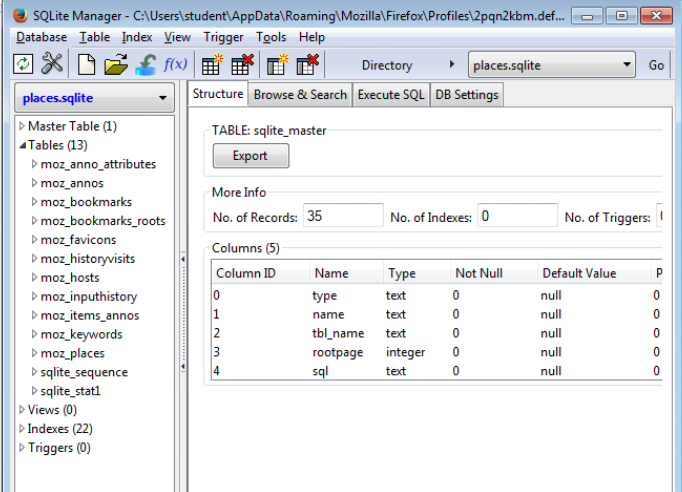 SQLite Manager - C:\Users\student\AppData\Roaming\Mozilla\Firefox\Profiles\2pqn2kbm.def...
Database Table Index View Trigger Tools Help
f(x) Directory places.sqlite Go
places.sqlite
Master Table (1)
Tables (13)
moz_anno_attributes
moz_annos
moz_bookmarks
moz_bookmarks_roots
moz_favicons
moz_historyvisits
moz_hosts
moz_inputhistory
moz_items_annos
moz_keywords
moz_places
sqlite_sequence
sqlite_stat1
Views (0)
Indexes (22)
Triggers (0)
Structure Browse & Search Execute SQL DB Settings
TABLE: sqlite_master
Export
More Info
No. of Records: 35 No. of Indexes: 0 No. of Triggers:
Columns (5)
Column ID Name Type Not Null Default Value P
0 type text 0 null 0
1 name text 0 null 0
2 tbl_name text 0 null 0
3 rootpage integer 0 null 0
4 sql text 0 null 0